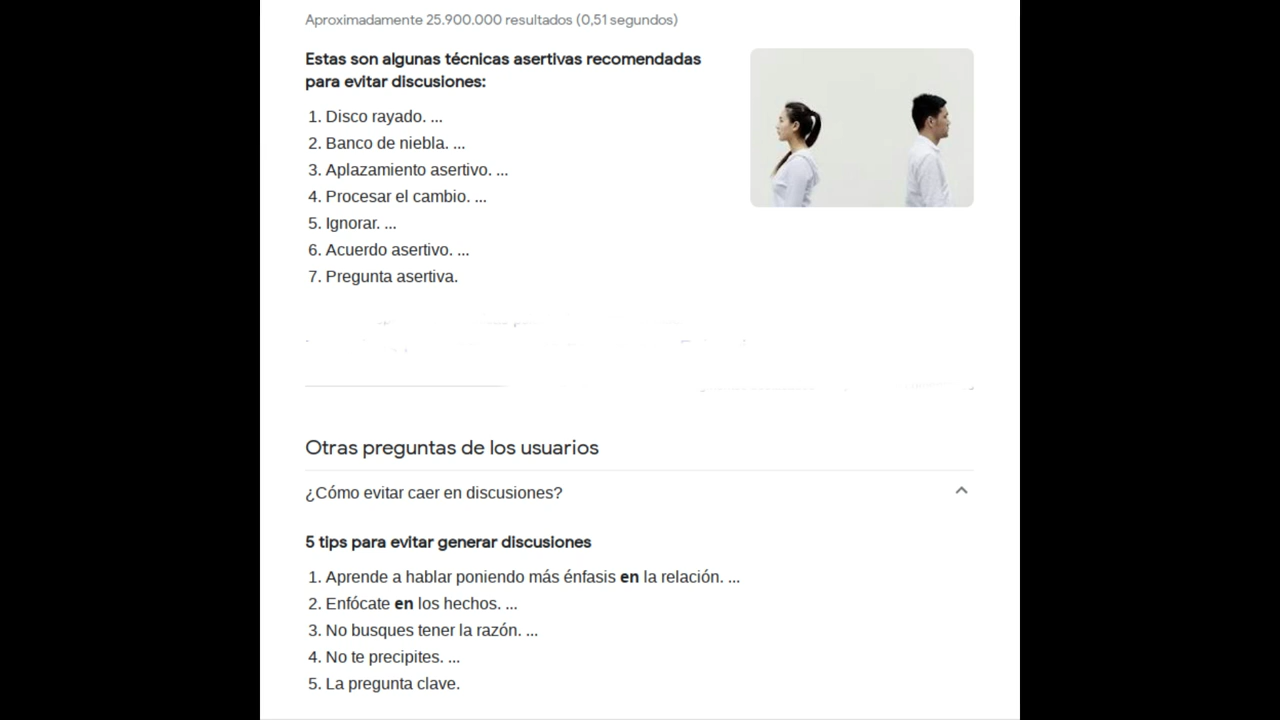 Aproximadamente 25.900.000 resultados (0,51 segundos)
Estas son algunas técnicas asertivas recomendadas
para evitar discusiones:
1. Disco rayado. ...
2. Banco de niebla. ...
3. Aplazamiento asertivo. ...
4. Procesar el cambio. ...
5. Ignorar. ...
6. Acuerdo asertivo. ...
7. Pregunta asertiva.
Otras preguntas de los usuarios
¿Cómo evitar caer en discusiones?
5 tips para evitar generar discusiones
1. Aprende a hablar poniendo más énfasis en la relación. ...
2. Enfócate en los hechos. ...
3. No busques tener la razón. ...
4. No te precipites. ...
5. La pregunta clave.